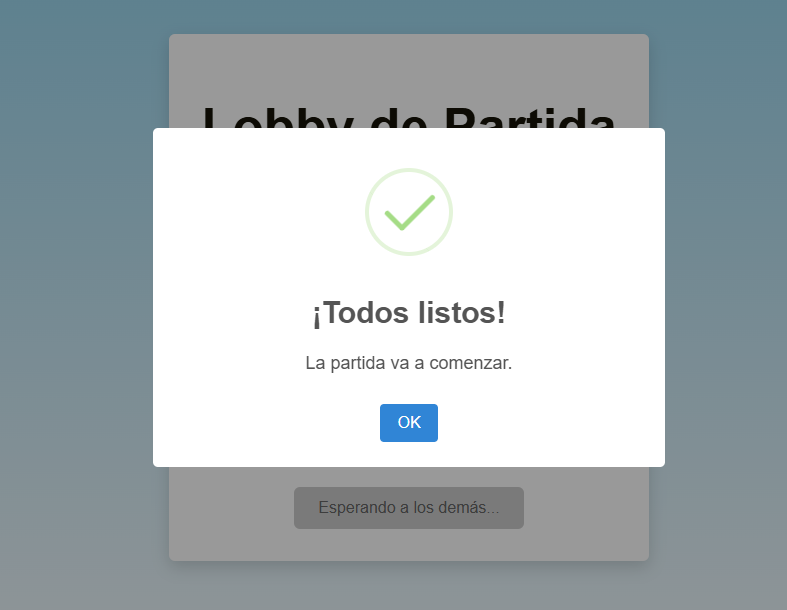 Lobby de Partida
¡Todos listos!
La partida va a comenzar.
OK
Esperando a los demás...